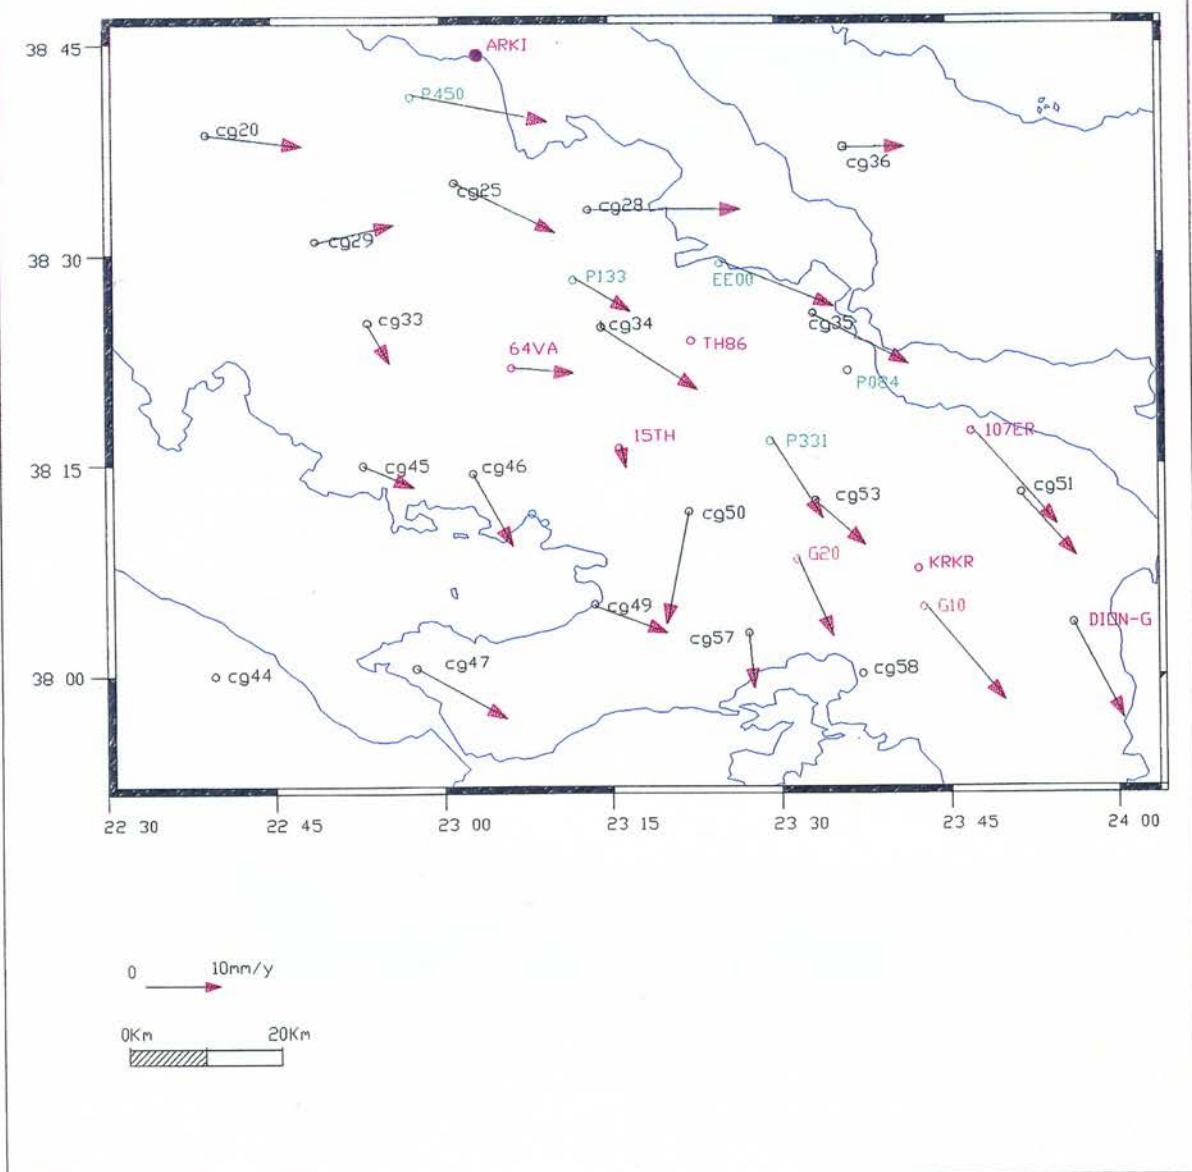 38 45
ARKI
P450
cg20
cg36
cg25
cg28
cg29
38 30
P133
EE00
cg33
cg34
cg35
TH86
64VA
P084
15TH
P331
107ER
38 15
cg45
cg46
cg53
cg51
cg50
G20
KRKR
cg49
G10
cg57
DION-G
cg47
cg58
38 00
cg44
22 30
22 45
23 00
23 15
23 30
23 45
24 00
0
10mm/y
0Km
20Km